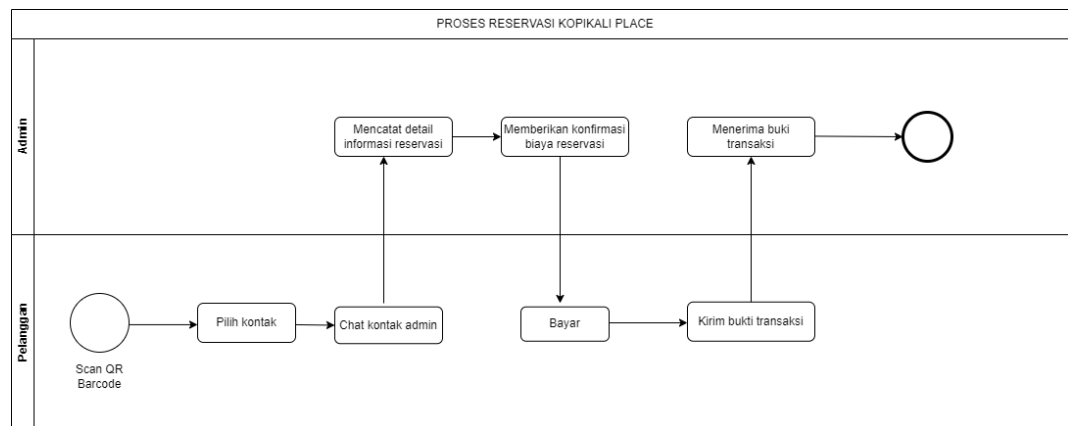 PROSES RESERVASI KOPIKALI PLACE
Admin
Mencatat detail
informasi reservasi
Memberikan konfirmasi
biaya reservasi
Menerima buki
transaksi
Pelanggan
Scan QR
Barcode
Pilih kontak
Chat kontak admin
Bayar
Kirim bukti transaksi